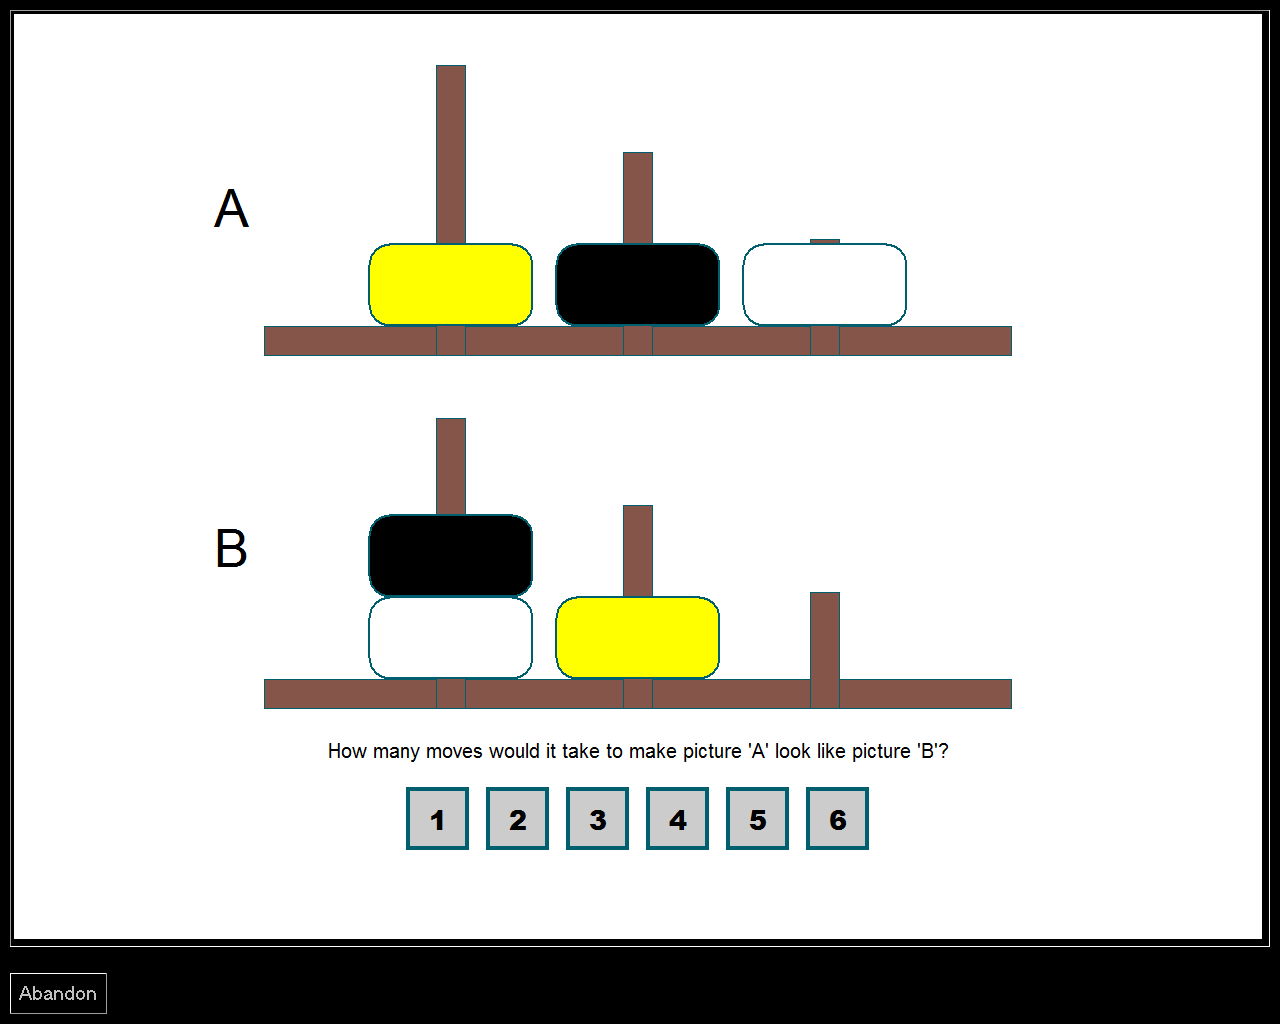 A
B
How many moves would it take to make picture 'A' look like picture 'B'?
1 2 3 4 5 6
Abandon